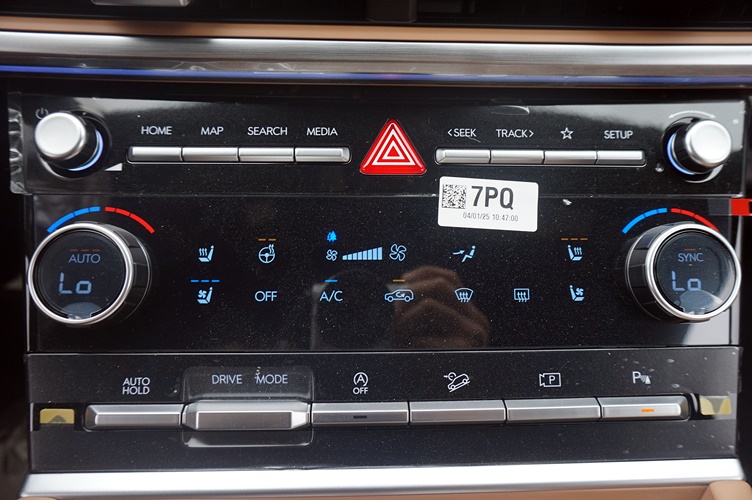 HOME MAP SEARCH MEDIA <SEEK TRACK> SETUP
7PQ
04/01/25 10:47:00
AUTO SYNC
Lo Lo
OFF A/C
AUTO HOLD DRIVE MODE A OFF P P